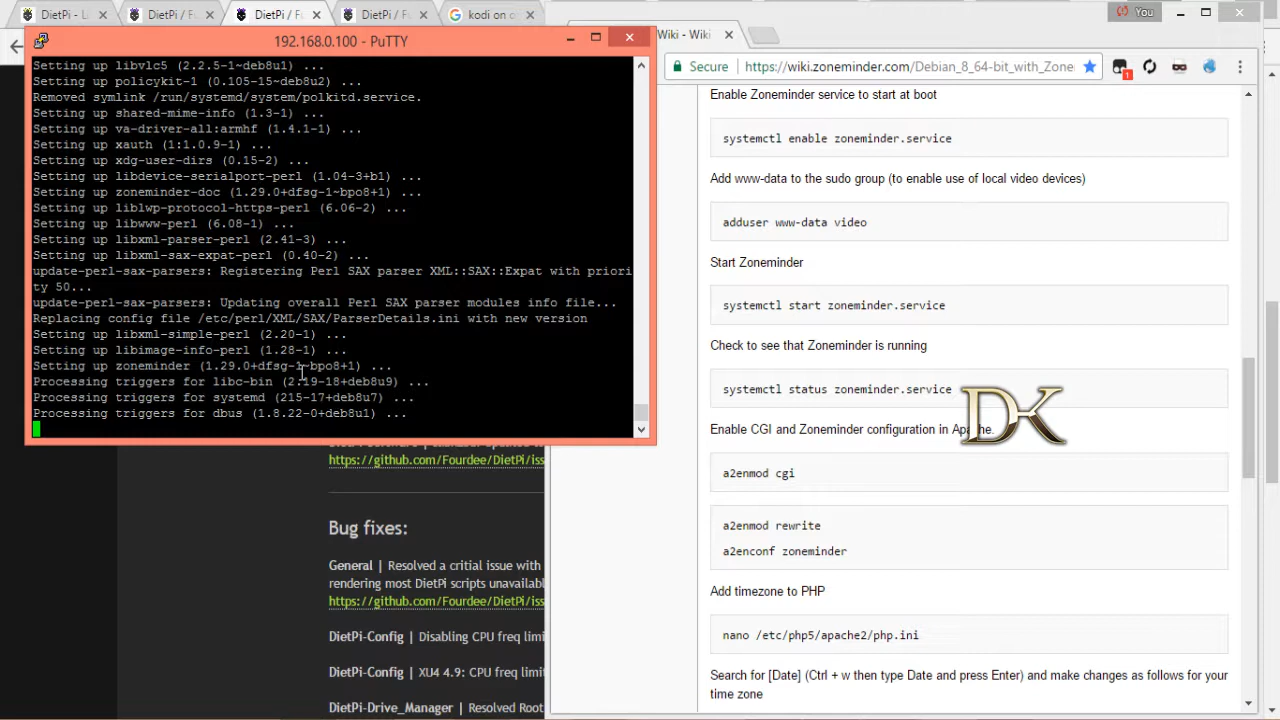 DietPi - L
DietPi / F
DietPi / Fu
DietPi / Fu
kodi on o
You
192.168.0.100 - PuTTY
Setting up libvlc5 (2.2.5-1~deb8u1) ...
Setting up policykit-1 (0.105-15~deb8u2) ...
Removed symlink /run/systemd/system/polkitd.service.
Setting up shared-mime-info (1.3-1) ...
Setting up va-driver-all:armhf (1.4.1-1) ...
Setting up xauth (1:1.0.9-1) ...
Setting up xdg-user-dirs (0.15-2) ...
Setting up libdevice-serialport-perl (1.04-3+b1) ...
Setting up zoneminder-doc (1.29.0+dfsg-1~bpo8+1) ...
Setting up liblwp-protocol-https-perl (6.06-2) ...
Setting up libwww-perl (6.08-1) ...
Setting up libxml-parser-perl (2.41-3) ...
Setting up libxml-sax-expat-perl (0.40-2) ...
update-perl-sax-parsers: Registering Perl SAX parser XML::SAX::Expat with priori
ty 50...
update-perl-sax-parsers: Updating overall Perl SAX parser modules info file...
Replacing config file /etc/perl/XML/SAX/ParserDetails.ini with new version
Setting up libxml-simple-perl (2.20-1) ...
Setting up libimage-info-perl (1.28-1) ...
Setting up zoneminder (1.29.0+dfsg-1~bpo8+1) ...
Processing triggers for libc-bin (2.19-18+deb8u9) ...
Processing triggers for systemd (215-17+deb8u7) ...
Processing triggers for dbus (1.8.22-0+deb8u1) ...
https://github.com/Fourdee/DietPi/iss
Bug fixes:
General | Resolved a critial issue with
rendering most DietPi scripts unavailab
https://github.com/Fourdee/DietPi/iss
DietPi-Config | Disabling CPU freq limi
DietPi-Config | XU4 4.9: CPU freq limit
DietPi-Drive_Manager | Resolved Root
Wiki - Wiki
Secure
https://wiki.zoneminder.com/Debian_8_64-bit_with_Zone
1
Enable Zoneminder service to start at boot
systemctl enable zoneminder.service
Add www-data to the sudo group (to enable use of local video devices)
adduser www-data video
Start Zoneminder
systemctl start zoneminder.service
Check to see that Zoneminder is running
systemctl status zoneminder.service
DK
Enable CGI and Zoneminder configuration in Apache.
a2enmod cgi
a2enmod rewrite
a2enconf zoneminder
Add timezone to PHP
nano /etc/php5/apache2/php.ini
Search for [Date] (Ctrl + w then type Date and press Enter) and make changes as follows for your
time zone